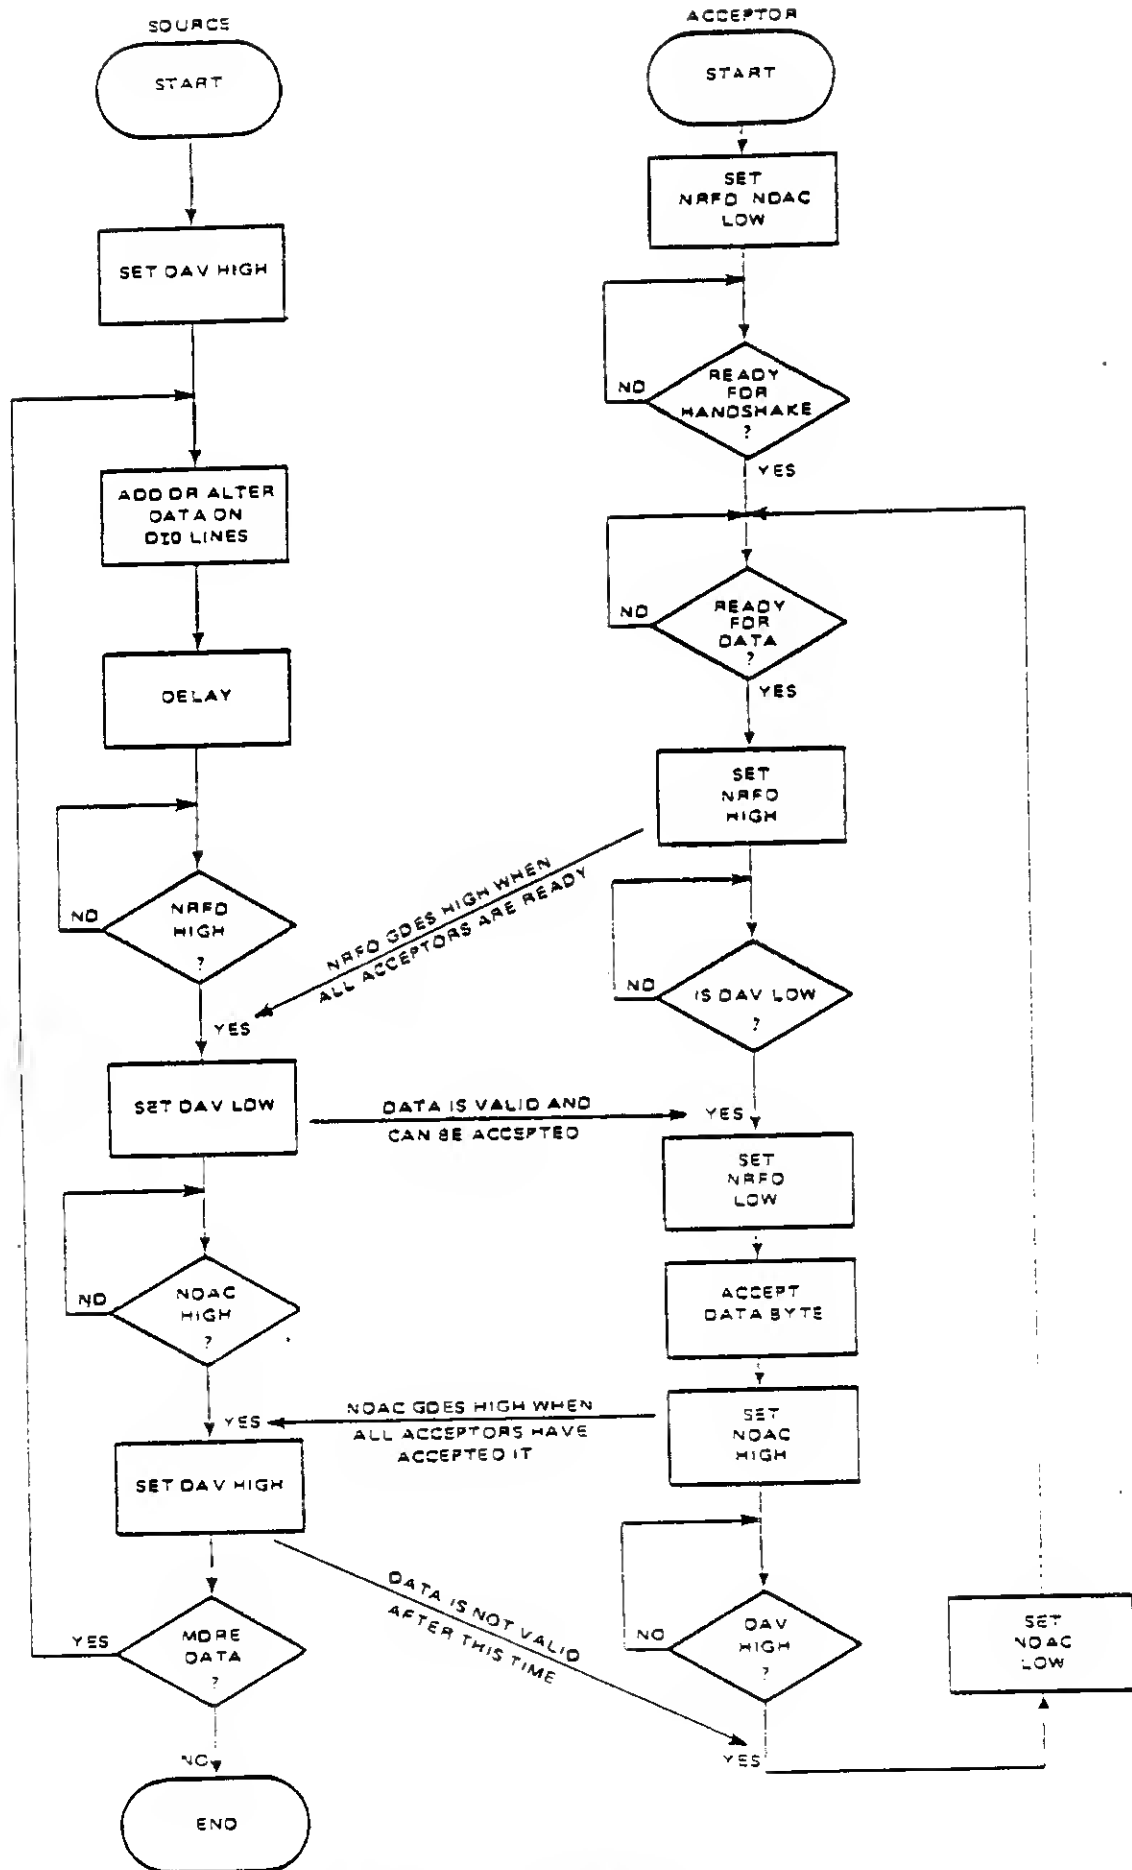 SOURCE
START
SET DAV HIGH
ADD OR ALTER
DATA ON
DIO LINES
DELAY
NO
NRFD
HIGH
?
YES
SET DAV LOW
NO
NDAC
HIGH
?
YES
SET DAV HIGH
YES
MORE
DATA
?
NO
END
NRFD GOES HIGH WHEN
ALL ACCEPTORS ARE READY
DATA IS VALID AND
CAN BE ACCEPTED
NDAC GOES HIGH WHEN
ALL ACCEPTORS HAVE
ACCEPTED IT
DATA IS NOT VALID
AFTER THIS TIME
ACCEPTOR
START
SET
NRFD NDAC
LOW
NO
READY
FOR
HANDSHAKE
?
YES
NO
READY
FOR
DATA
?
YES
SET
NRFD
HIGH
NO
IS DAV LOW
?
YES
SET
NRFD
LOW
ACCEPT
DATA BYTE
SET
NDAC
HIGH
NO
DAV
HIGH
?
YES
SET
NDAC
LOW